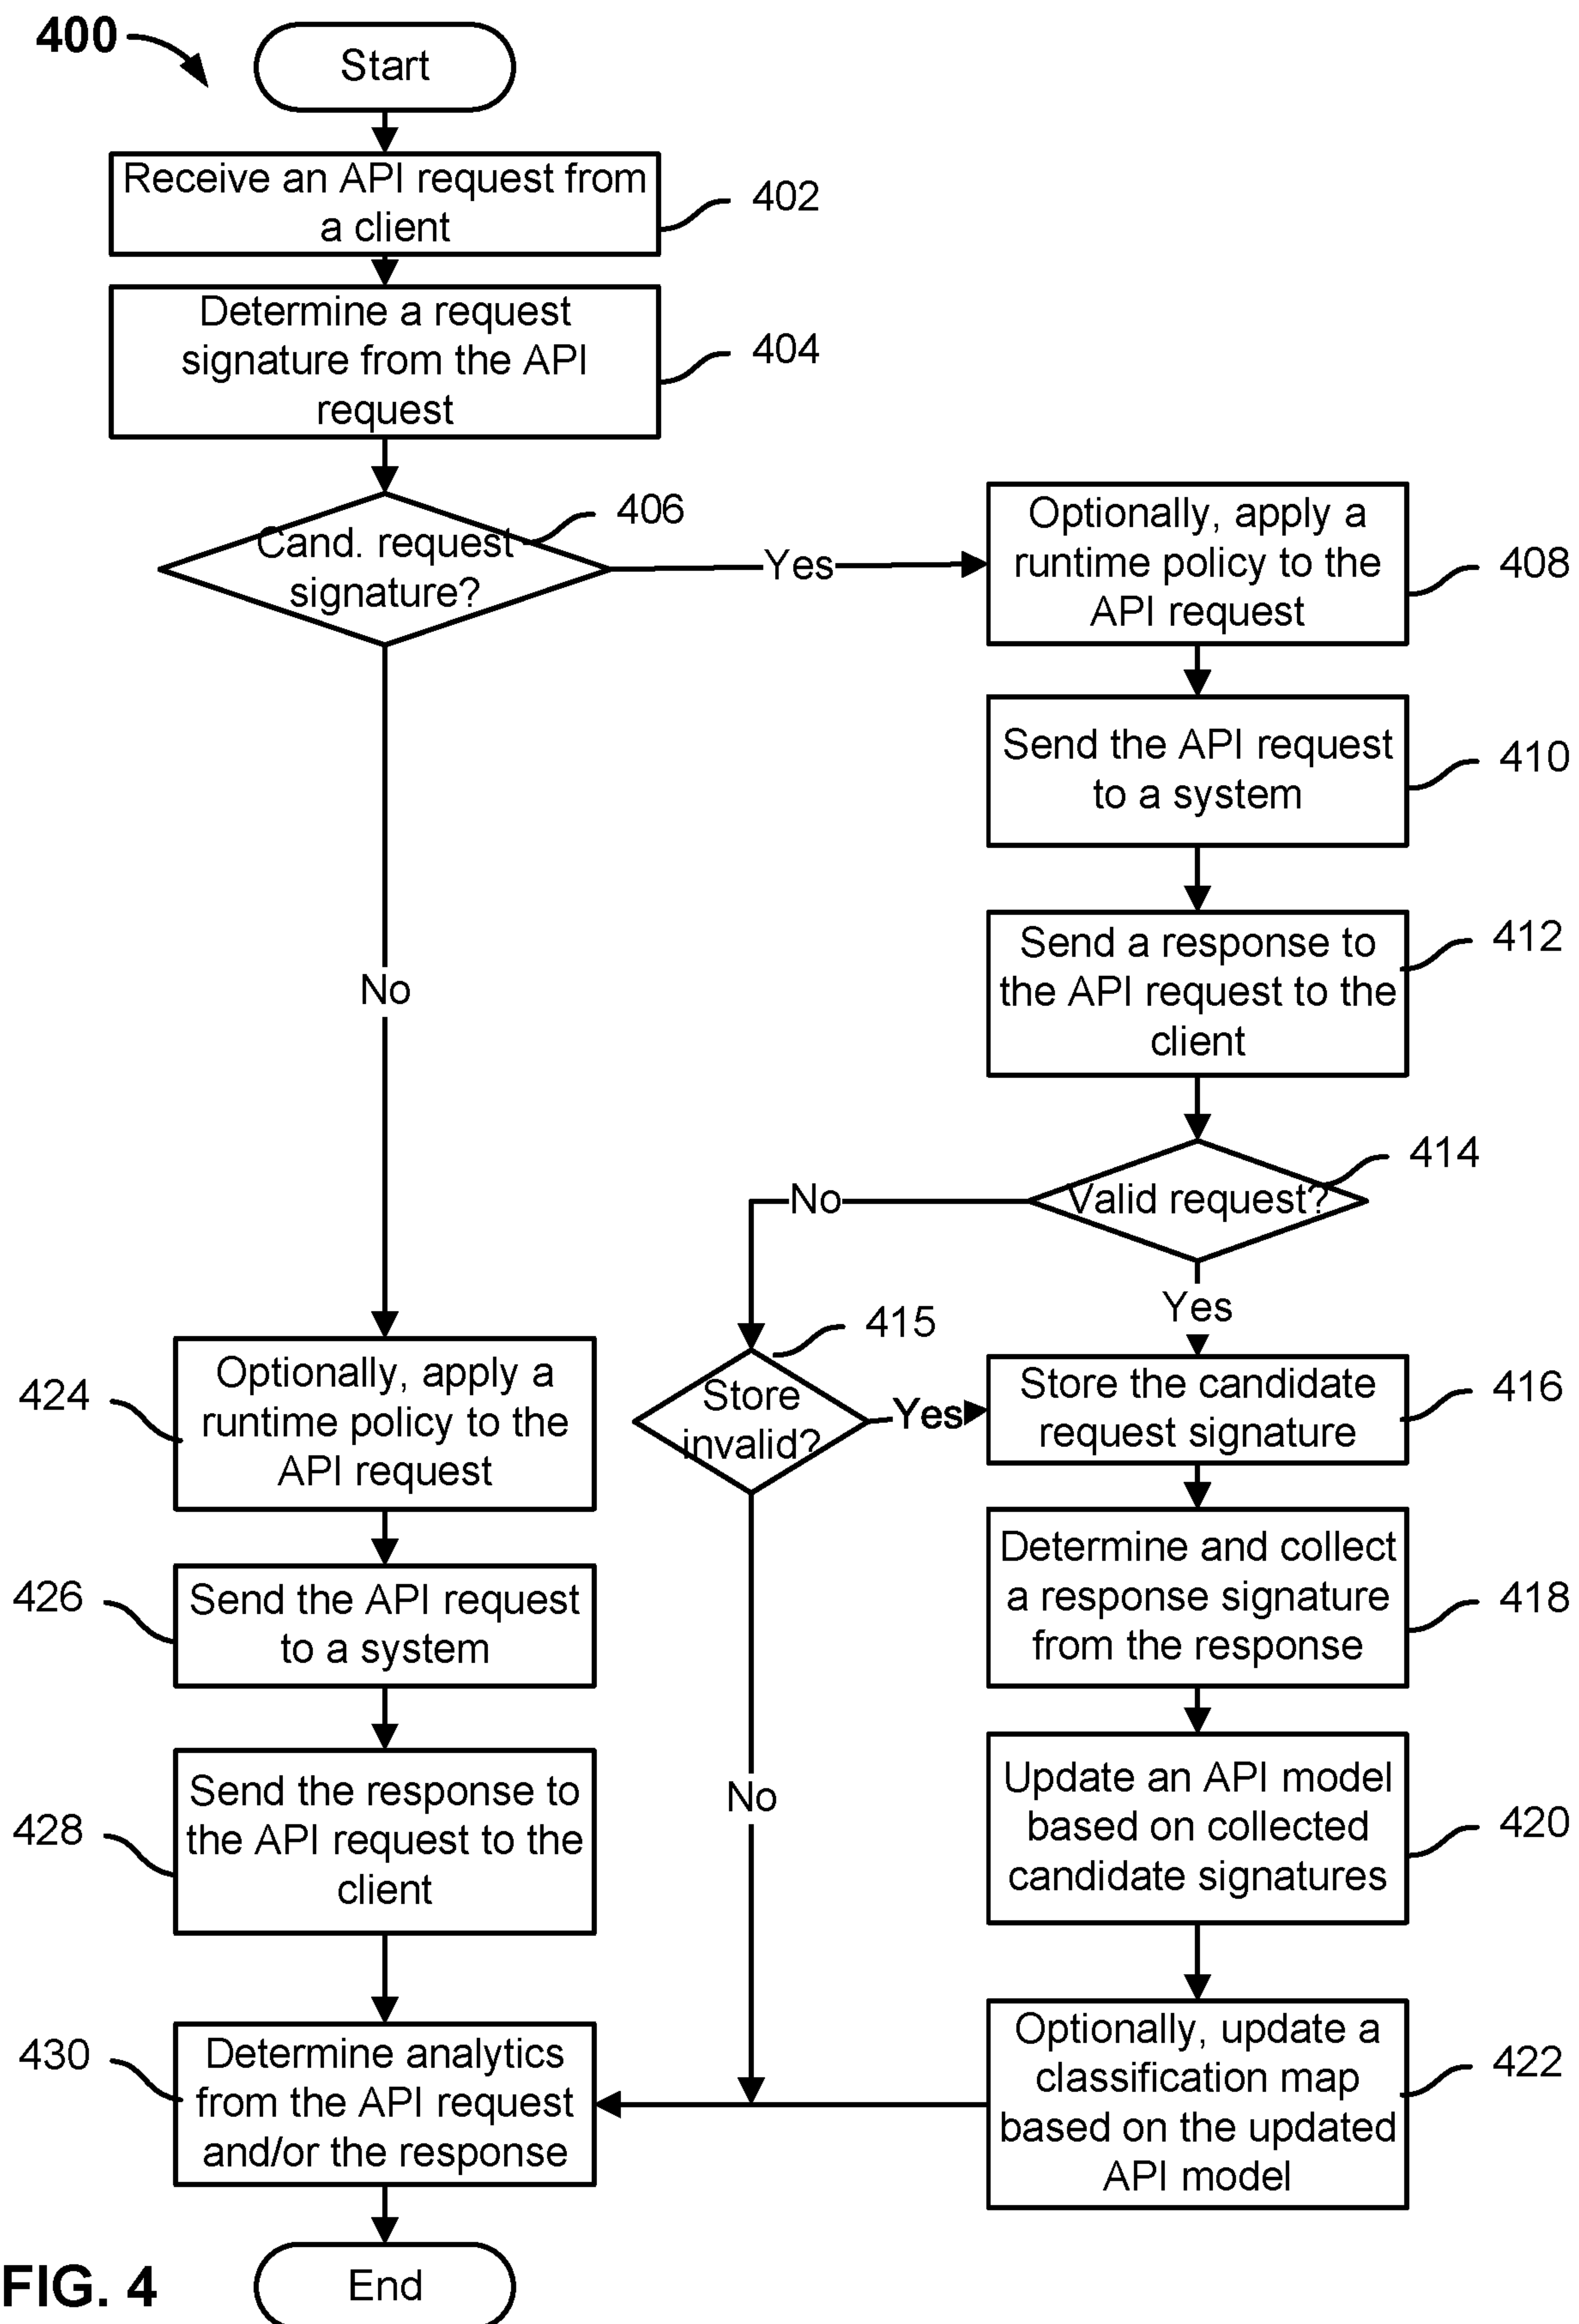 400
Start
Receive an API request from
a client
402
Determine a request
signature from the API
request
404
Cand. request
signature?
406
Yes
Optionally, apply a
runtime policy to the
API request
408
Send the API request
to a system
410
Send a response to
the API request to the
client
412
No
Valid request?
414
No
Yes
415
Store
invalid?
Yes
Store the candidate
request signature
416
424
Optionally, apply a
runtime policy to the
API request
Determine and collect
a response signature
from the response
418
426
Send the API request
to a system
No
Update an API model
based on collected
candidate signatures
420
428
Send the response to
the API request to the
client
Optionally, update a
classification map
based on the updated
API model
422
430
Determine analytics
from the API request
and/or the response
FIG. 4
End